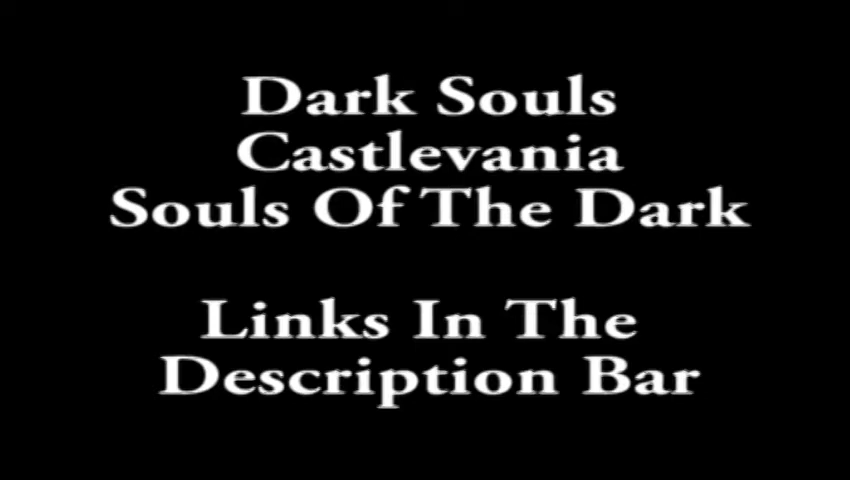 Dark Souls
Castlevania
Souls Of The Dark
Links In The
Description Bar